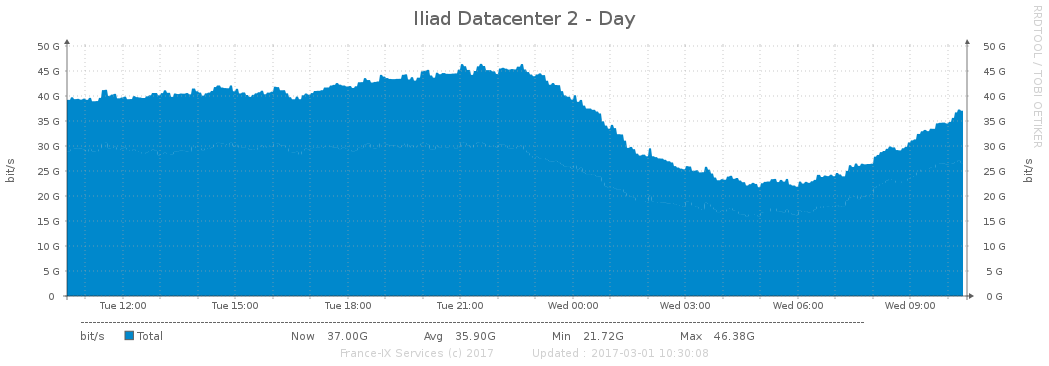 Iliad Datacenter 2 - Day
RRDTOOL / TOBI OETIKER
bit/s
50 G 50 G
45 G 45 G
40 G 40 G
35 G 35 G
30 G 30 G
25 G 25 G
20 G 20 G
15 G 15 G
10 G 10 G
5 G 5 G
0 0 G
bit/s
Tue 12:00 Tue 15:00 Tue 18:00 Tue 21:00 Wed 00:00 Wed 03:00 Wed 06:00 Wed 09:00
bit/s Total Now 37.00G Avg 35.90G Min 21.72G Max 46.38G
France-IX Services (c) 2017 Updated : 2017-03-01 10:30:08